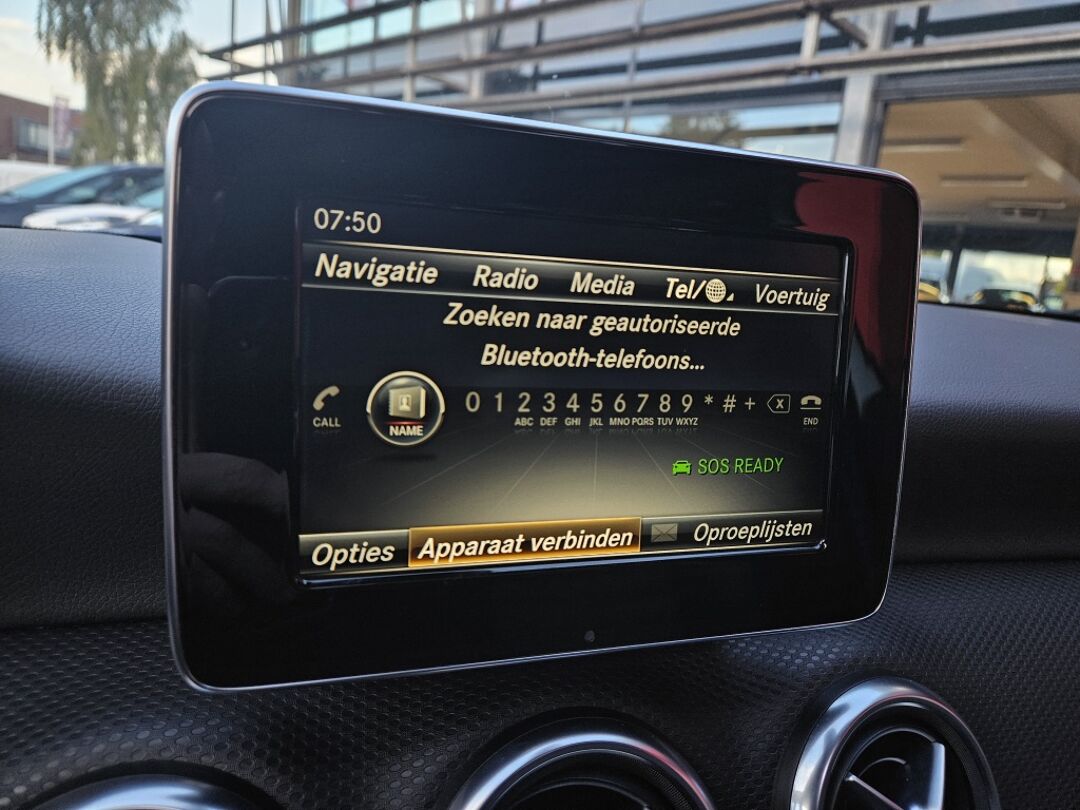 07:50
Navigatie Radio Media Tel/ Voertuig
Zoeken naar geautoriseerde
Bluetooth-telefoons...
0 1 2 3 4 5 6 7 8 9 * # +
CALL NAME ABC DEF GHI JKL MNO PQRS TUV WXYZ END
SOS READY
Opties Apparaat verbinden Oproeplijsten